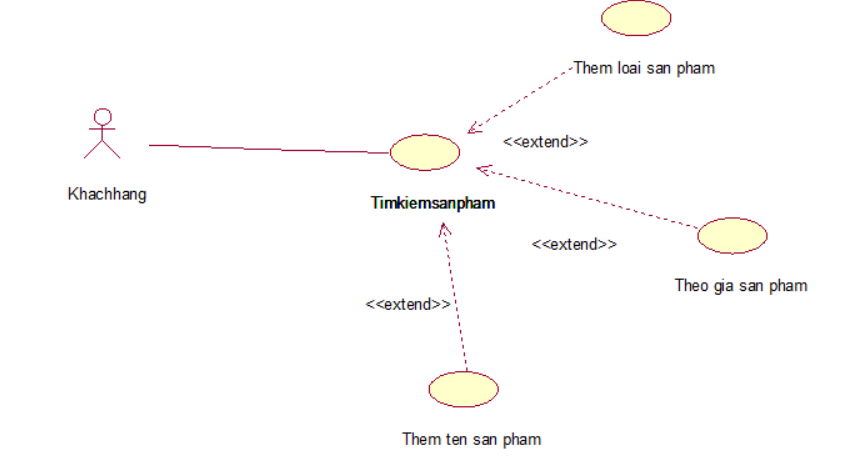 Them loai san pham
<<extend>>
Khachhang
Timkiemsanpham
<<extend>>
Theo gia san pham
<<extend>>
Them ten san pham